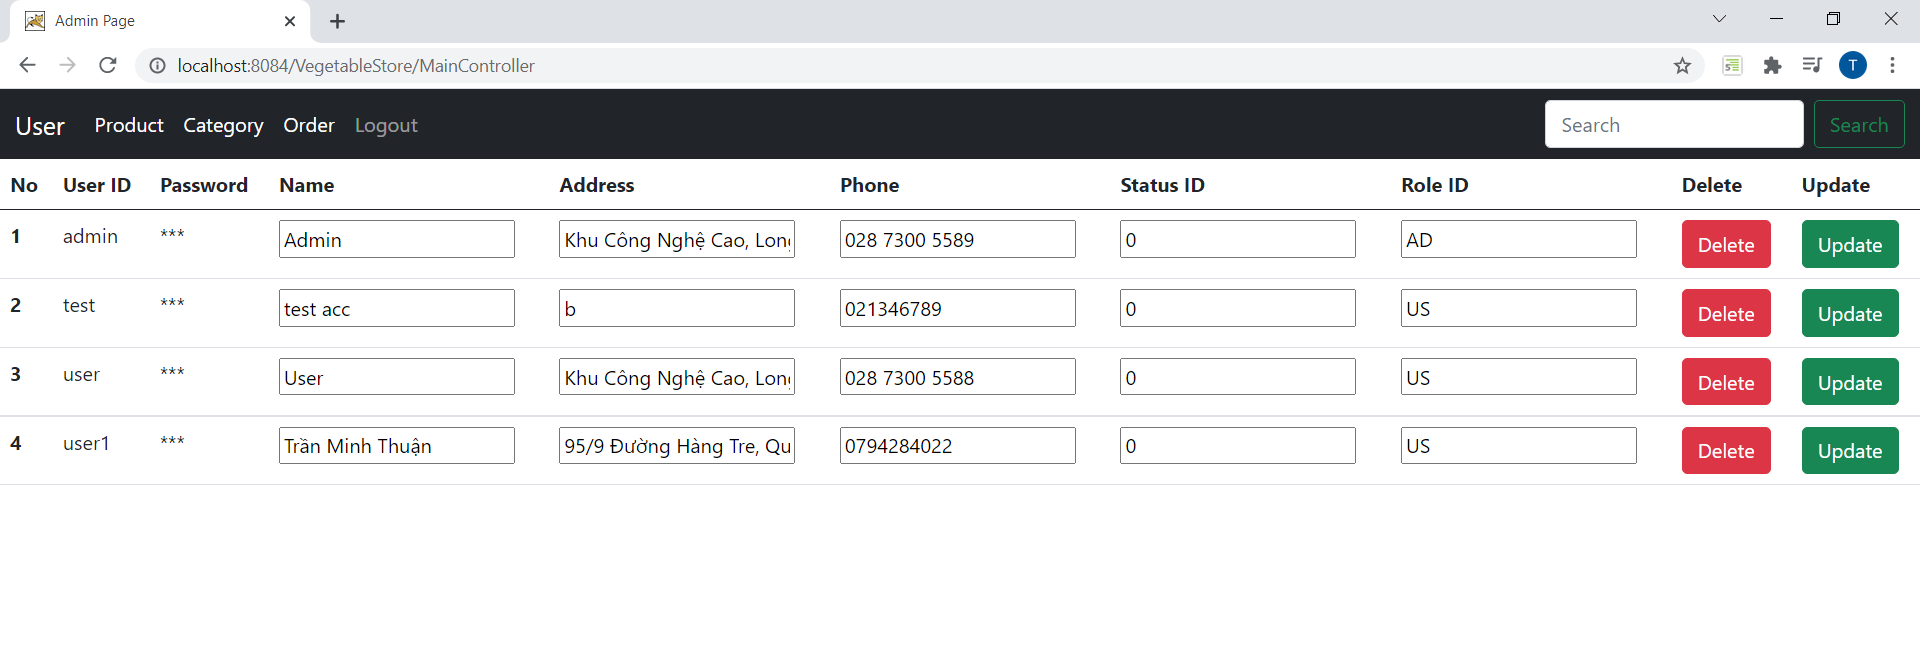 Admin Page
localhost:8084/VegetableStore/MainController
T
User Product Category Order Logout Search Search
No User ID Password Name Address Phone Status ID Role ID Delete Update
1 admin *** Admin Khu Công Nghệ Cao, Long 028 7300 5589 0 AD Delete Update
2 test *** test acc b 021346789 0 US Delete Update
3 user *** User Khu Công Nghệ Cao, Long 028 7300 5588 0 US Delete Update
4 user1 *** Trần Minh Thuận 95/9 Đường Hàng Tre, Qu 0794284022 0 US Delete Update